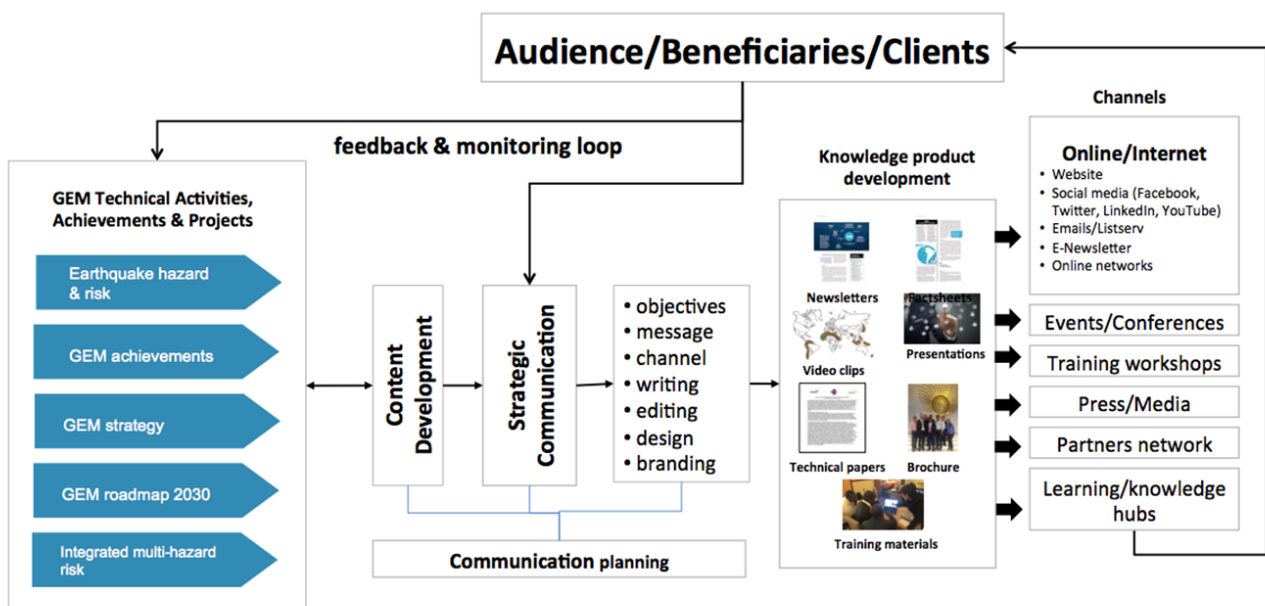 Audience/Beneficiaries/Clients
feedback & monitoring loop
GEM Technical Activities,
Achievements & Projects
Earthquake hazard
& risk
GEM achievements
GEM strategy
GEM roadmap 2030
Integrated multi-hazard
risk
Content
Development
Strategic
Communication
• objectives
• message
• channel
• writing
• editing
• design
• branding
Communication planning
Knowledge product
development
Newsletters
Factsheets
Video clips
Presentations
Technical papers
Brochure
Training materials
Channels
Online/Internet
• Website
• Social media (Facebook,
Twitter, LinkedIn, YouTube)
• Emails/Listserv
• E-Newsletter
• Online networks
Events/Conferences
Training workshops
Press/Media
Partners network
Learning/knowledge
hubs